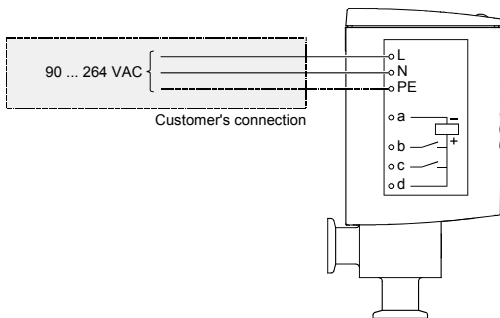 90 ... 264 VAC
L
N
PE
Customer's connection
a
−
+
b
c
d